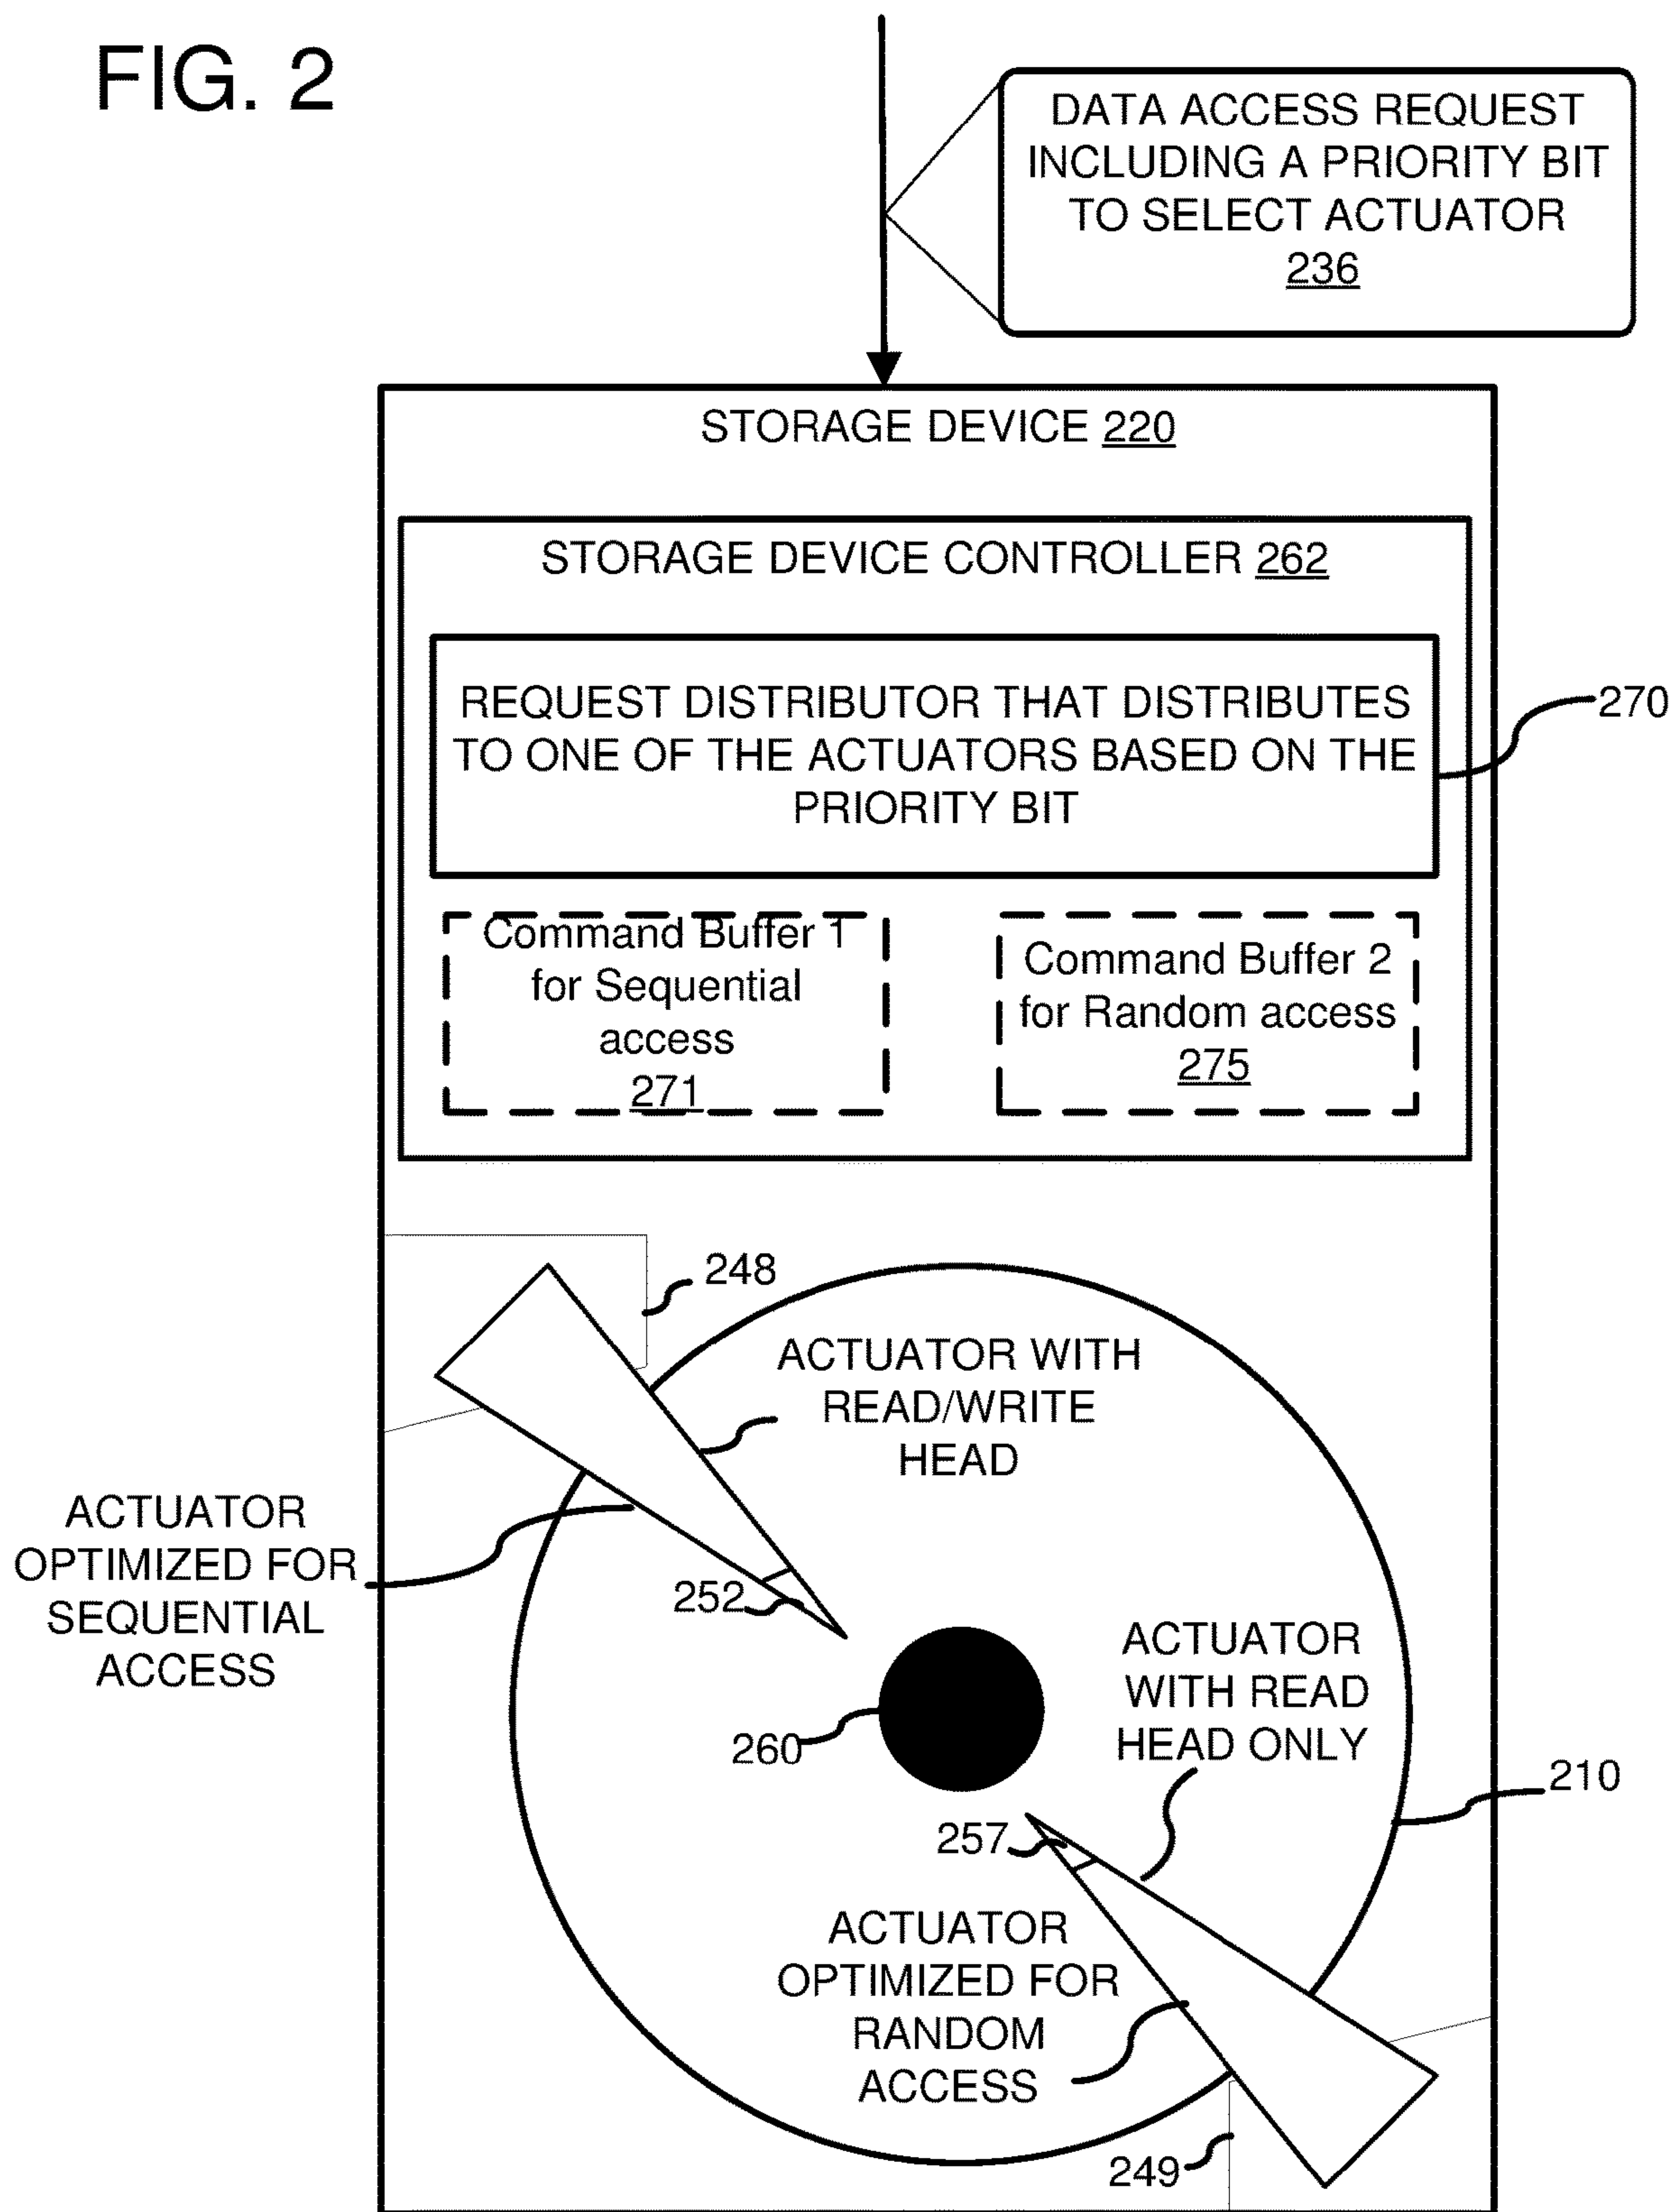 FIG. 2
DATA ACCESS REQUEST
INCLUDING A PRIORITY BIT
TO SELECT ACTUATOR
236
STORAGE DEVICE 220
STORAGE DEVICE CONTROLLER 262
REQUEST DISTRIBUTOR THAT DISTRIBUTES
TO ONE OF THE ACTUATORS BASED ON THE
PRIORITY BIT
270
Command Buffer 1
for Sequential
access
271
Command Buffer 2
for Random access
275
248
ACTUATOR WITH
READ/WRITE
HEAD
ACTUATOR
OPTIMIZED FOR
SEQUENTIAL
ACCESS
252
260
ACTUATOR
WITH READ
HEAD ONLY
210
257
ACTUATOR
OPTIMIZED FOR
RANDOM
ACCESS
249